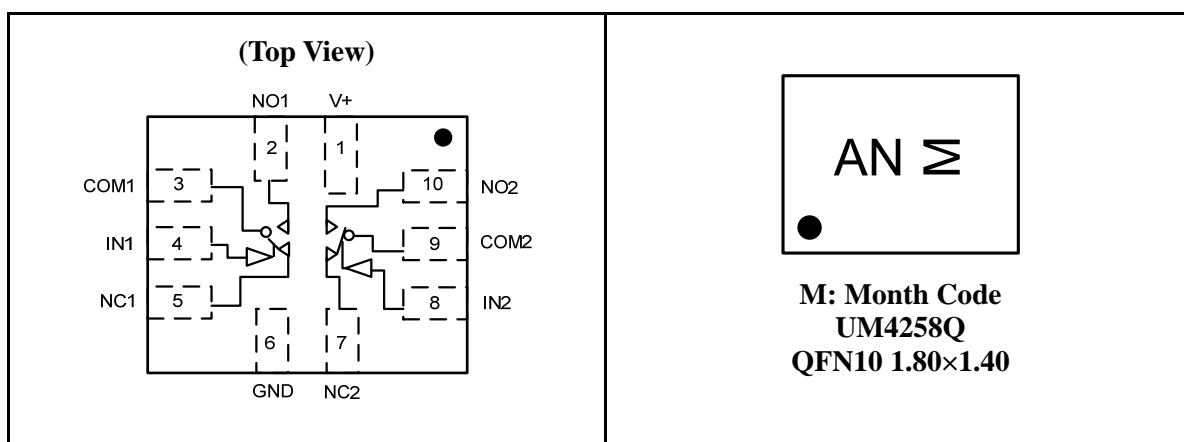 (Top View)
NO1 V+
2 1
COM1 3 10 NO2
IN1 4 9 COM2
NC1 5 8 IN2
6 7
GND NC2
AN M
M: Month Code
UM4258Q
QFN10 1.80×1.40